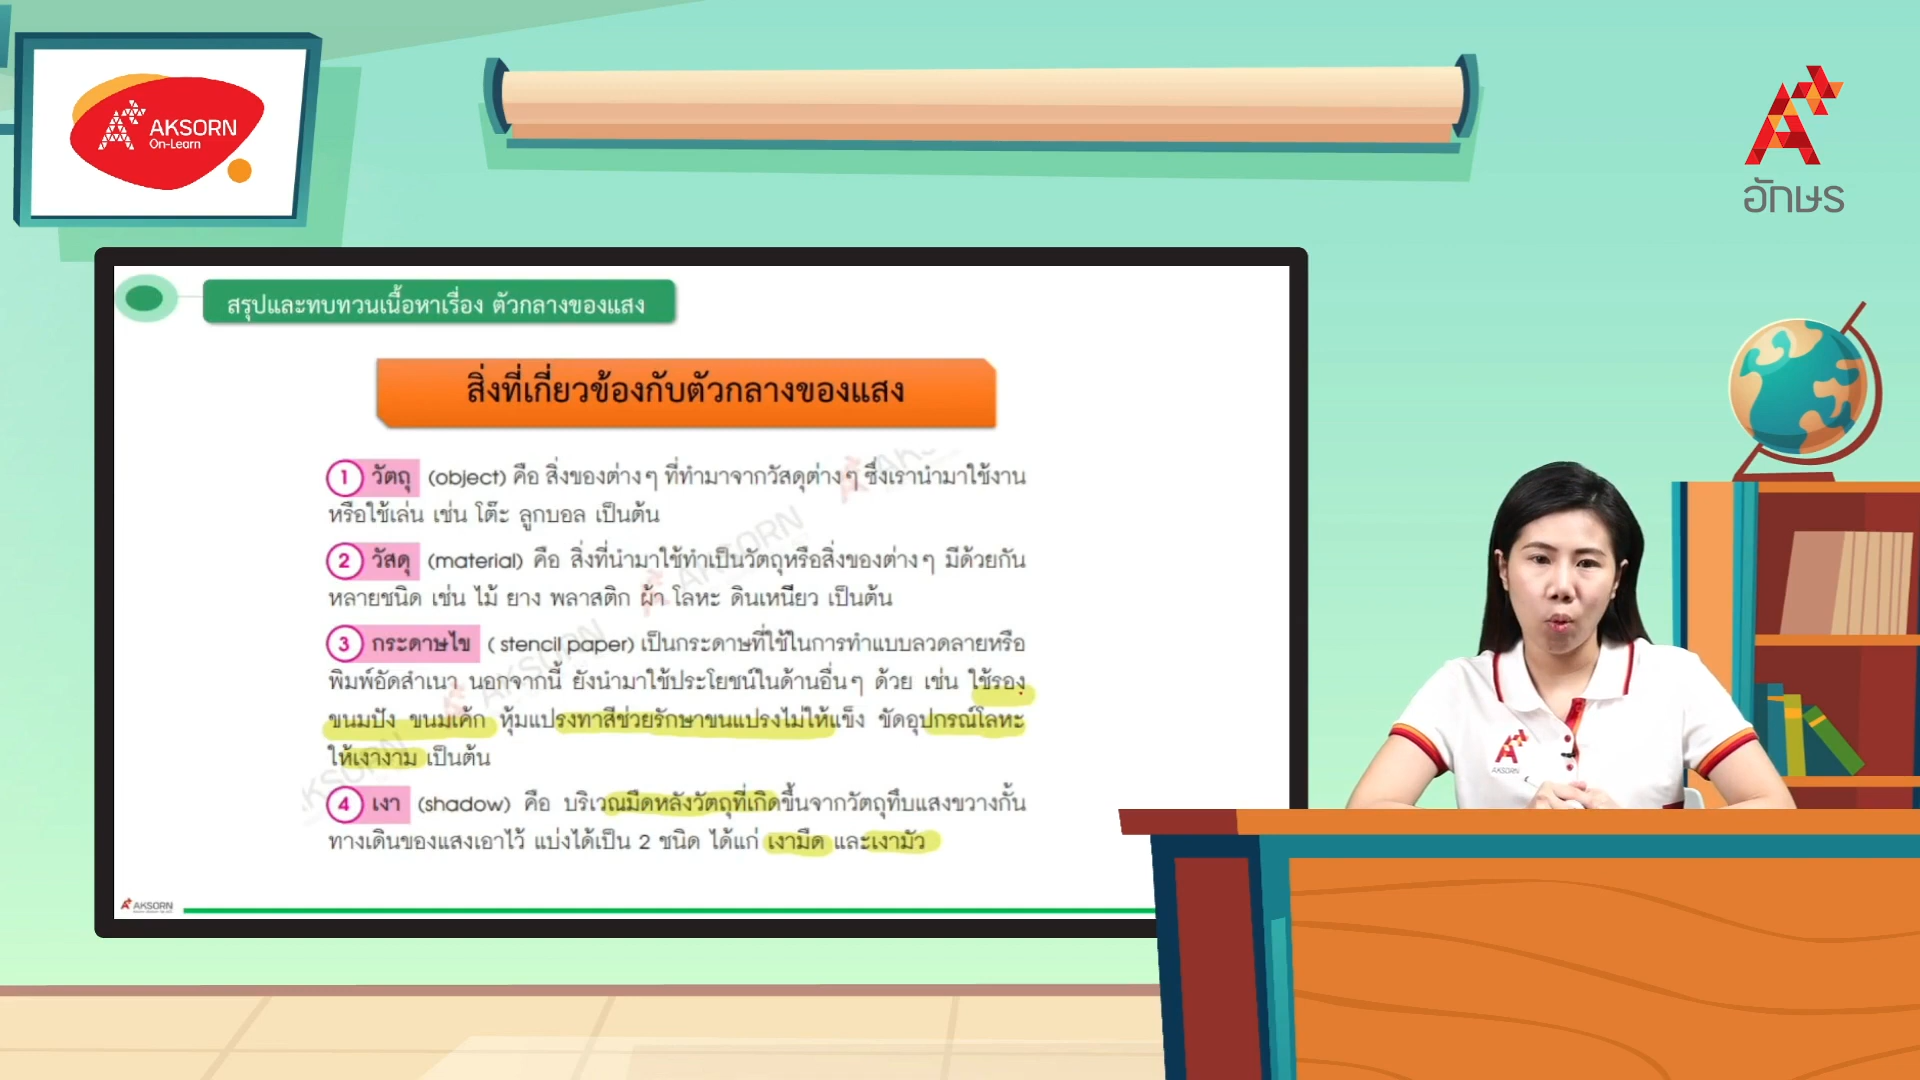 AKSORN
On-Learn
อักษร
สรุปและทบทวนเนื้อหาเรื่อง ตัวกลางของแสง
สิ่งที่เกี่ยวข้องกับตัวกลางของแสง
1 วัตถุ (object) คือ สิ่งของต่างๆ ที่ทำมาจากวัสดุต่างๆ ซึ่งเรานำมาใช้งาน
หรือใช้เล่น เช่น โต๊ะ ลูกบอล เป็นต้น
2 วัสดุ (material) คือ สิ่งที่นำมาใช้ทำเป็นวัตถุหรือสิ่งของต่างๆ มีด้วยกัน
หลายชนิด เช่น ไม้ ยาง พลาสติก ผ้า โลหะ ดินเหนียว เป็นต้น
3 กระดาษไข ( stencil paper) เป็นกระดาษที่ใช้ในการทำแบบลวดลายหรือ
พิมพ์อัดสำเนา นอกจากนี้ ยังนำมาใช้ประโยชน์ในด้านอื่นๆ ด้วย เช่น ใช้รอง
ขนมปัง ขนมเค้ก หุ้มแปรงทาสีช่วยรักษาขนแปรงไม่ให้แข็ง ขัดอุปกรณ์โลหะ
ให้เงางาม เป็นต้น
4 เงา (shadow) คือ บริเวณมืดหลังวัตถุที่เกิดขึ้นจากวัตถุทึบแสงขวางกั้น
ทางเดินของแสงเอาไว้ แบ่งได้เป็น 2 ชนิด ได้แก่ เงามืด และเงามัว
AKSORN
AKSORN